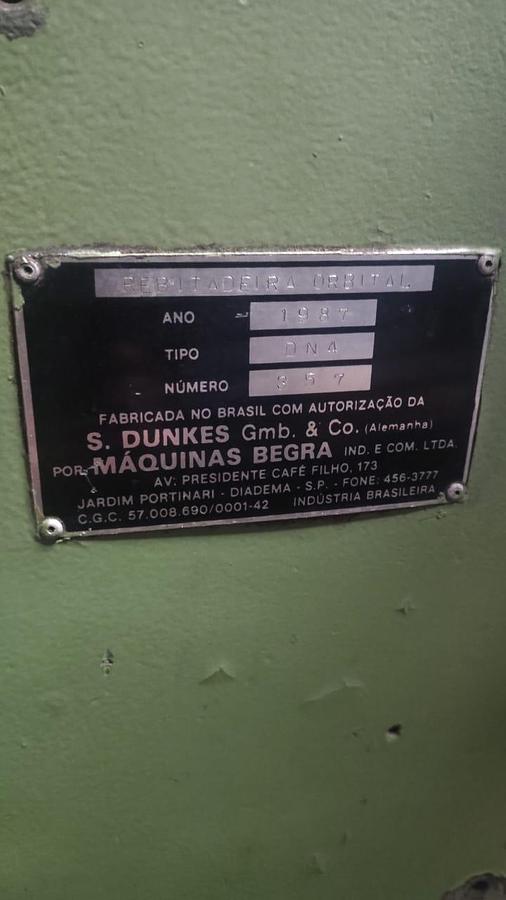 REBITADEIRA ORBITAL
ANO - 1987
TIPO DNA
NÚMERO 957
FABRICADA NO BRASIL COM AUTORIZAÇÃO DA
S. DUNKES Gmb. & Co. (Alemanha)
POR MÁQUINAS BEGRA IND. E COM. LTDA.
AV: PRESIDENTE CAFÉ FILHO, 173
JARDIM PORTINARI - DIADEMA - S.P. - FONE: 456-3777
C.G.C. 57.008.690/0001-42 INDÚSTRIA BRASILEIRA